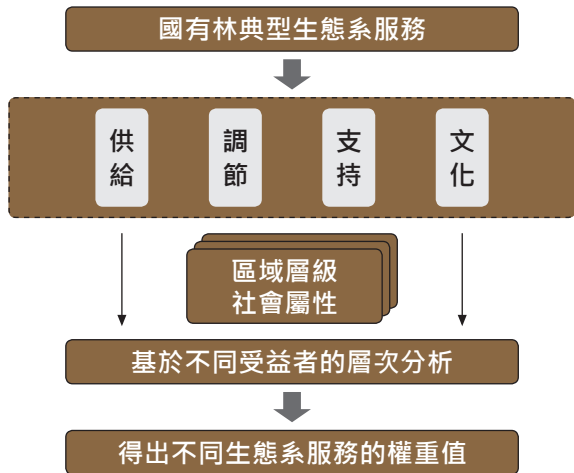 國有林典型生態系服務
供給
調節
支持
文化
區域層級
社會屬性
基於不同受益者的層次分析
得出不同生態系服務的權重值